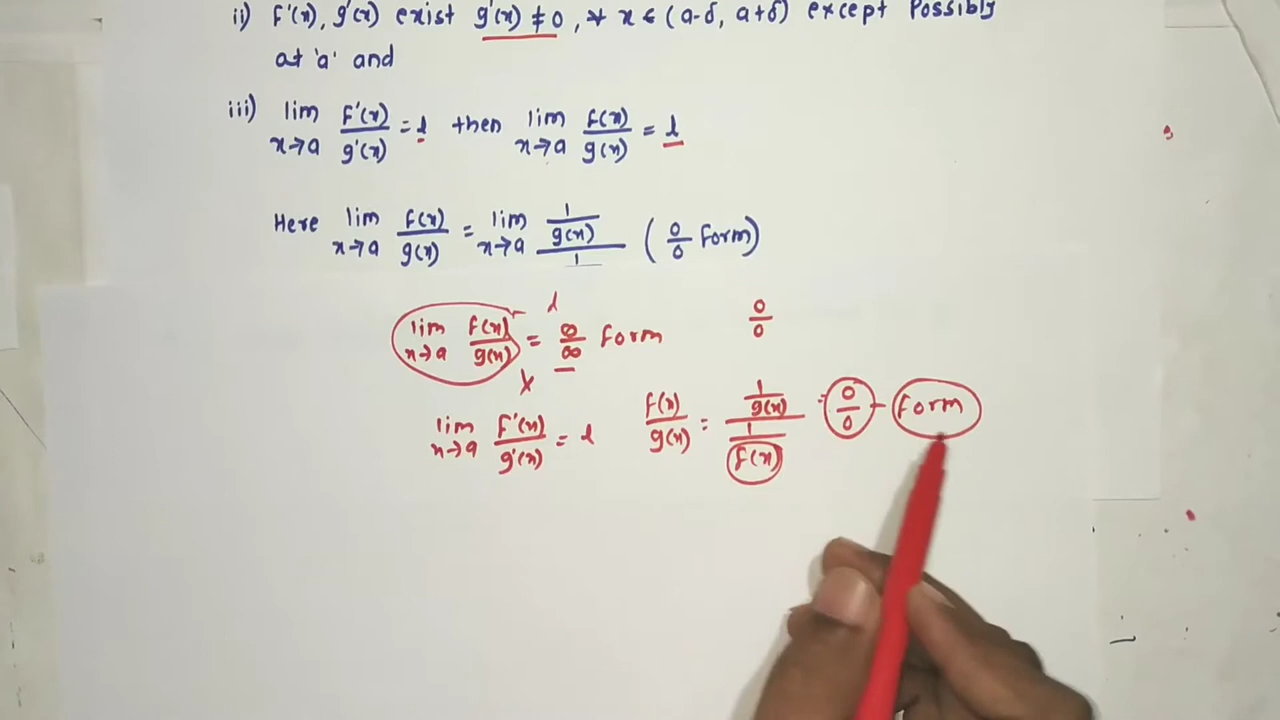 ii) f'(x), g'(x) exist g'(x) ≠ 0, ∀ x ∈ (a-δ, a+δ) except possibly
at 'a' and
iii) lim x→a f'(x)/g'(x) = l then lim x→a f(x)/g(x) = l
Here lim x→a f(x)/g(x) = lim x→a (1/g(x))/(1 (0/0 form)
l
lim x→a f(x)/g(x) = ∞/∞ form 0/0
lim x→a f'(x)/g'(x) = l f(x)/g(x) = (1/g(x))/(1/f(x)) = 0/0 - form